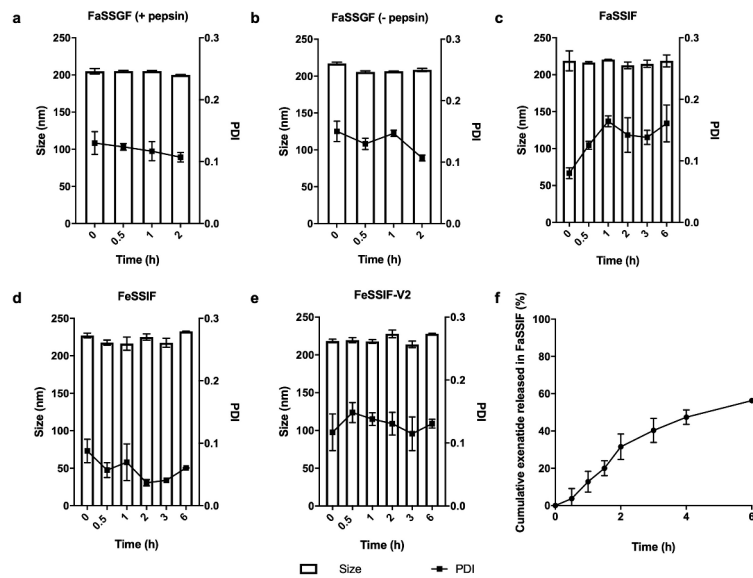 a
FaSSGF (+ pepsin)
Size (nm)
250
200
150
100
50
0
0.3
0.2
0.1
0.0
PDI
0 0.5 1 2
Time (h)
b
FaSSGF (- pepsin)
Size (nm)
250
200
150
100
50
0
0.3
0.2
0.1
0.0
PDI
0 0.5 1 2
Time (h)
c
FaSSIF
Size (nm)
250
200
150
100
50
0
0.3
0.2
0.1
0.0
PDI
0 0.5 1 2 3 6
Time (h)
d
FeSSIF
Size (nm)
250
200
150
100
50
0
0.3
0.2
0.1
0.0
PDI
0 0.5 1 2 3 6
Time (h)
e
FeSSIF-V2
Size (nm)
250
200
150
100
50
0
0.3
0.2
0.1
0.0
PDI
0 0.5 1 2 3 6
Time (h)
f
Cumulative exenatide released in FaSSIF (%)
100
80
60
40
20
0
0 2 4 6
Time (h)
Size PDI